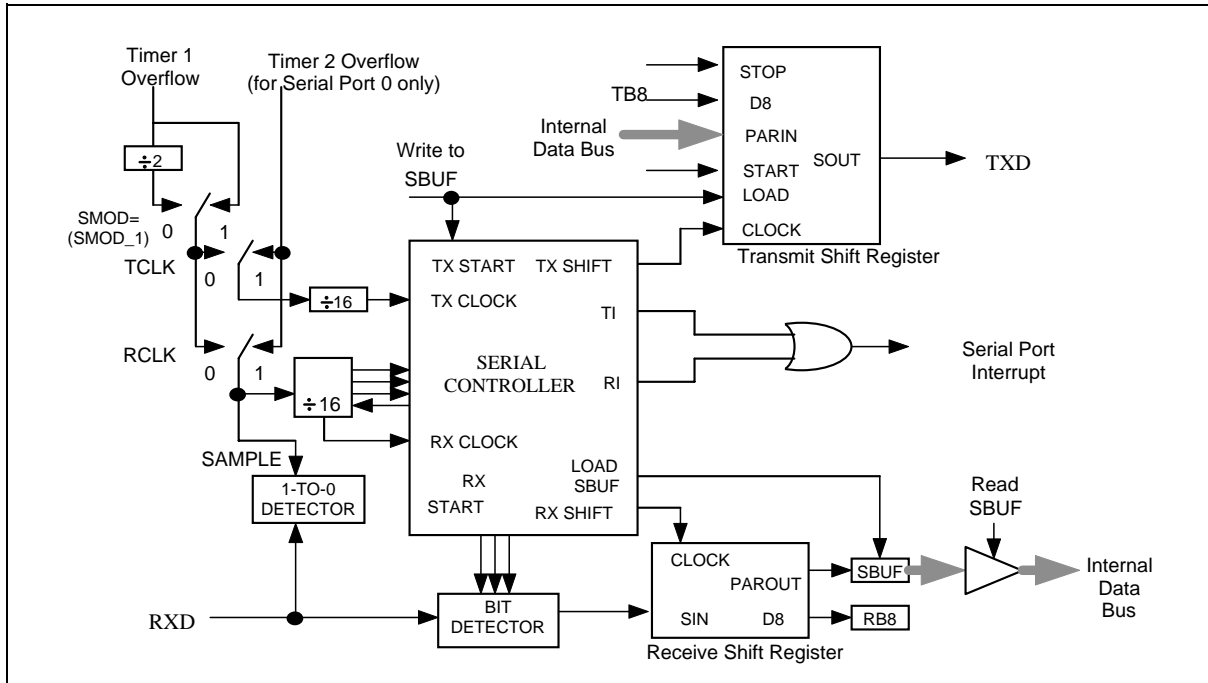 Timer 1
Overflow
Timer 2 Overflow
(for Serial Port 0 only)
÷2
SMOD=
(SMOD_1)
0
1
TCLK
0
1
RCLK
0
1
÷16
÷16
SAMPLE
1-TO-0
DETECTOR
RXD
Write to
SBUF
TX START
TX SHIFT
TX CLOCK
TI
SERIAL
CONTROLLER
RI
RX CLOCK
LOAD
SBUF
RX
START
RX SHIFT
BIT
DETECTOR
TB8
Internal
Data Bus
STOP
D8
PARIN
SOUT
START
LOAD
CLOCK
Transmit Shift Register
TXD
Serial Port
Interrupt
CLOCK
PAROUT
SIN
D8
Receive Shift Register
SBUF
RB8
Read
SBUF
Internal
Data
Bus